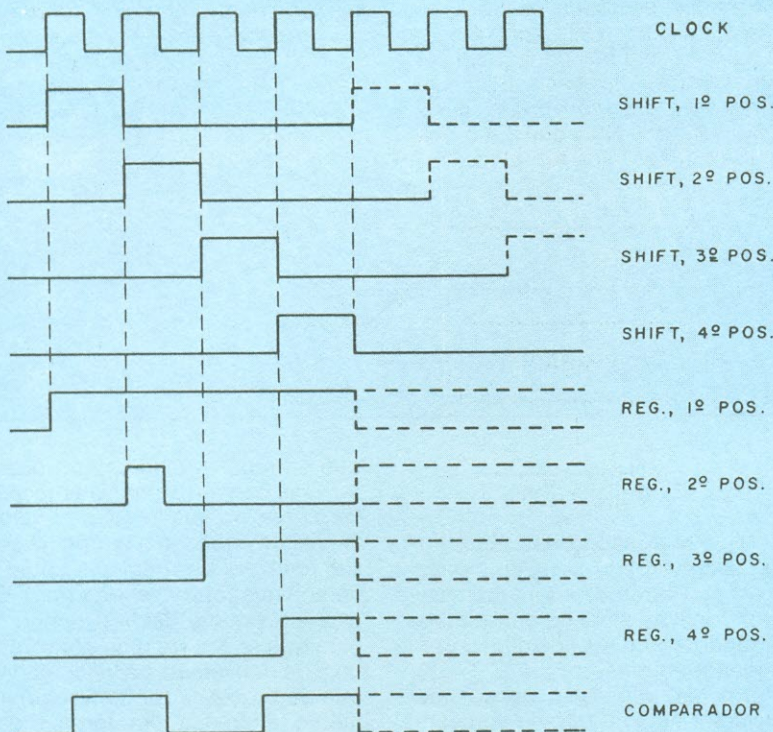 CLOCK
SHIFT, 1º POS.
SHIFT, 2º POS.
SHIFT, 3º POS.
SHIFT, 4º POS.
REG., 1º POS.
REG., 2º POS.
REG., 3º POS.
REG., 4º POS.
COMPARADOR